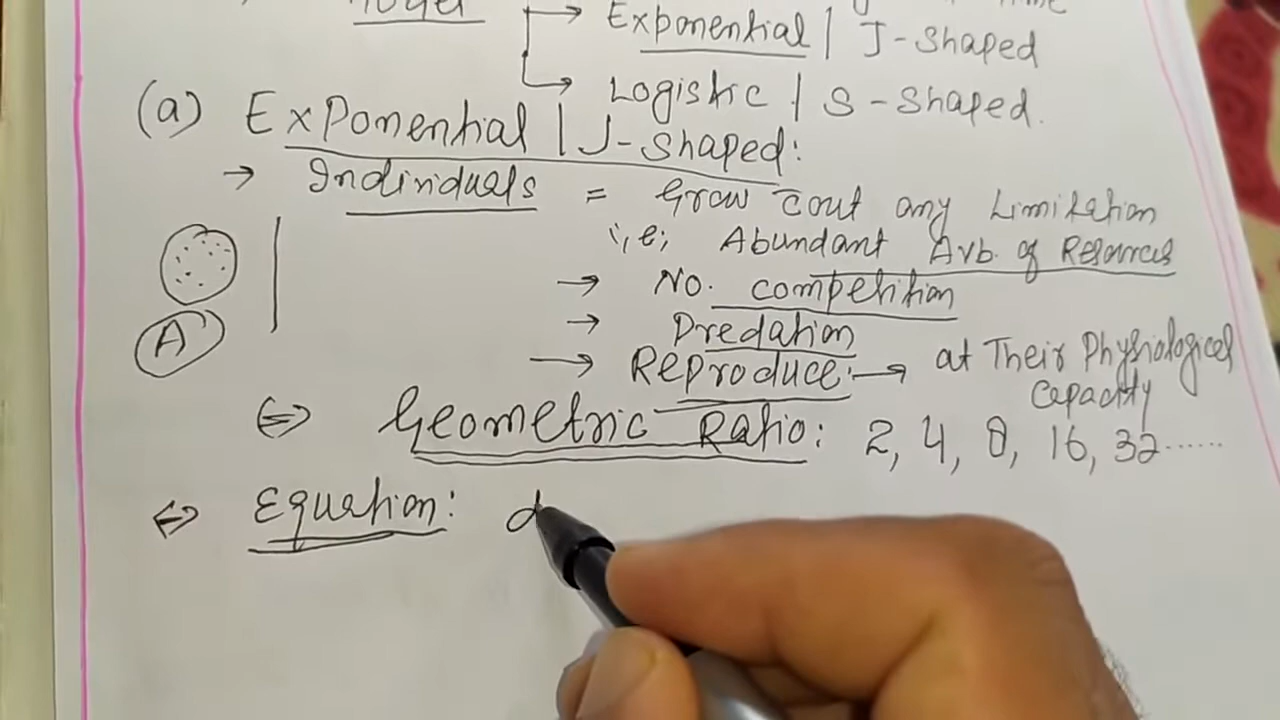 Exponential | J-Shaped
Logistic | S-Shaped.
(a) Exponential | J-Shaped:
→ Individuals = Grow c̅out any Limitation
i,e; Abundant Avb. of Resources
→ No. competition
→ Predation
→ Reproduce: → at Their Physiological Capacity
⇔ Geometric Ratio: 2, 4, 8, 16, 32......
⇔ Equation: d
A